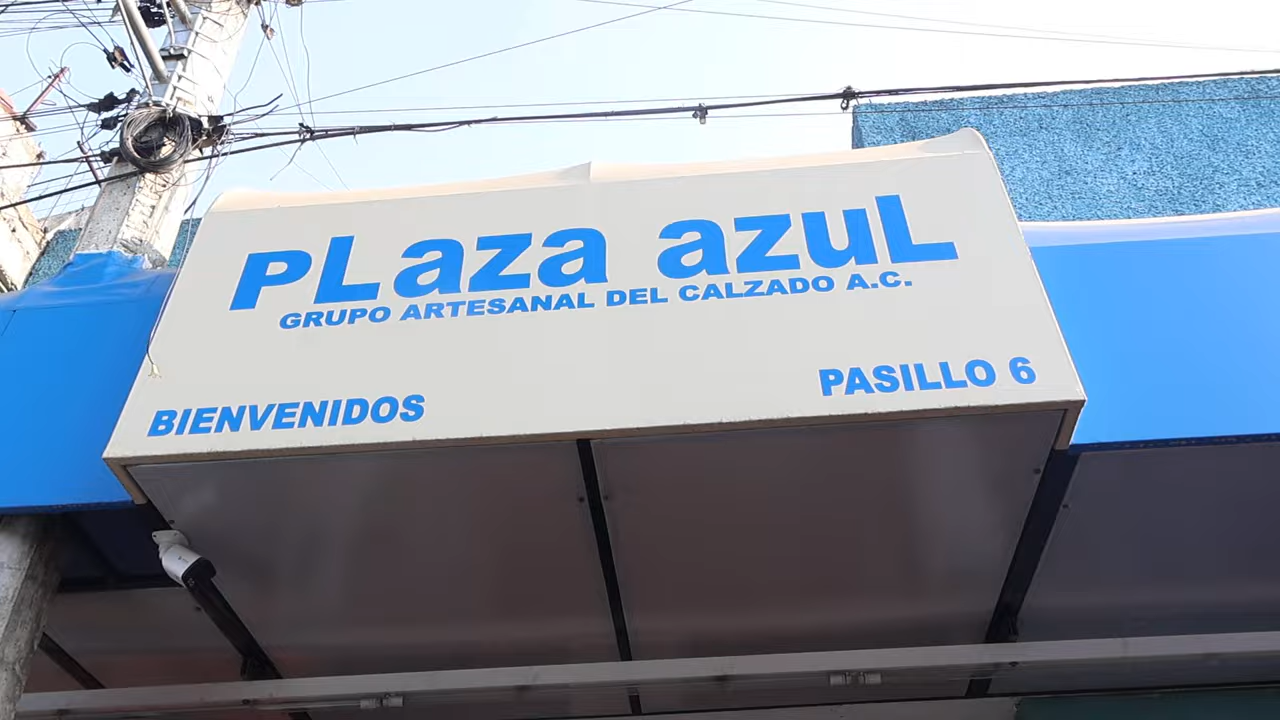 PLaza azuL
GRUPO ARTESANAL DEL CALZADO A.C.
BIENVENIDOS
PASILLO 6